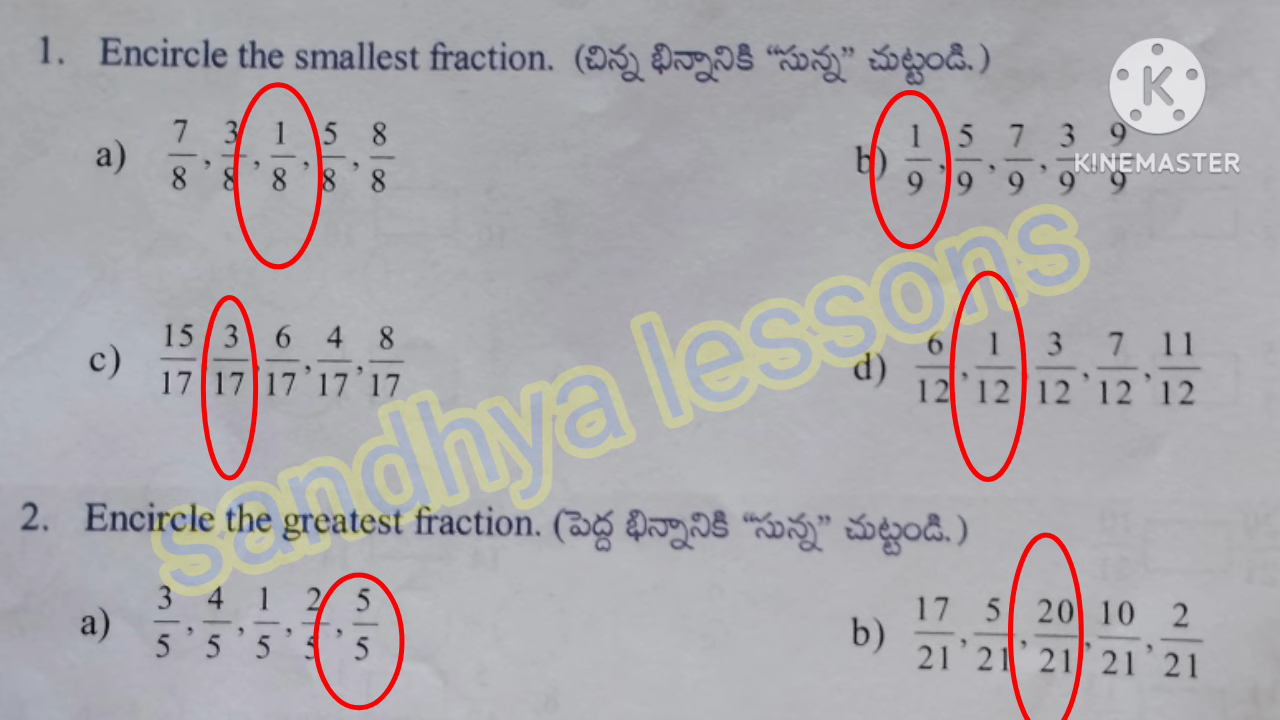 1. Encircle the smallest fraction. (చిన్న భిన్నానికి “సున్న” చుట్టండి.)
K
KINEMASTER
a) 7/8, 3/8, 1/8, 5/8, 8/8
b) 1/9, 5/9, 7/9, 3/9 9/9
c) 15/17, 3/17, 6/17, 4/17, 8/17
d) 6/12, 1/12, 3/12, 7/12, 11/12
sandhya lessons
2. Encircle the greatest fraction. (పెద్ద భిన్నానికి “సున్న” చుట్టండి.)
a) 3/5, 4/5, 1/5, 2/5, 5/5
b) 17/21, 5/21, 20/21, 10/21, 2/21